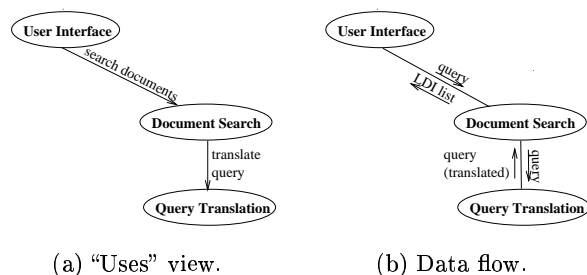 User Interface
search documents
Document Search
translate
query
Query Translation
(a) “Uses” view.
User Interface
query
LDI list
Document Search
query
(translated)
query
Query Translation
(b) Data flow.